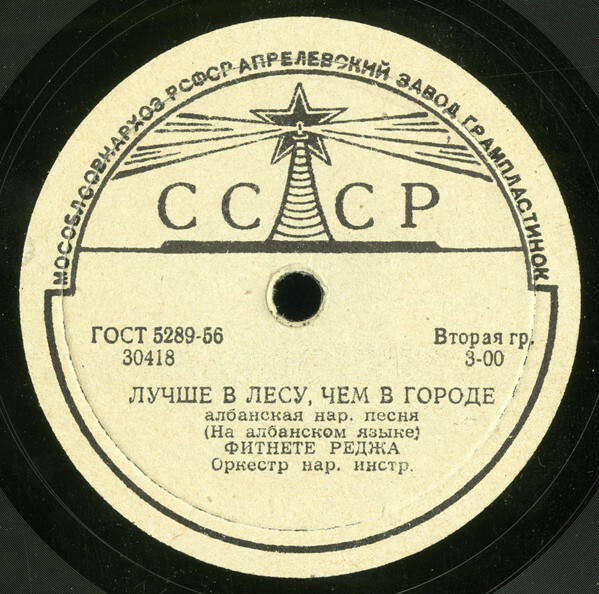 МОСОБЛСОВНАРХОЗ РСФСР АПРЕЛЕВСКИЙ ЗАВОД ГРАМПЛАСТИНОК
СССР
ГОСТ 5289-56 Вторая гр.
30418 3-00
ЛУЧШЕ В ЛЕСУ, ЧЕМ В ГОРОДЕ
албанская нар. песня
(На албанском языке)
ФИТНЕТЕ РЕДЖА
Оркестр нар. инстр.